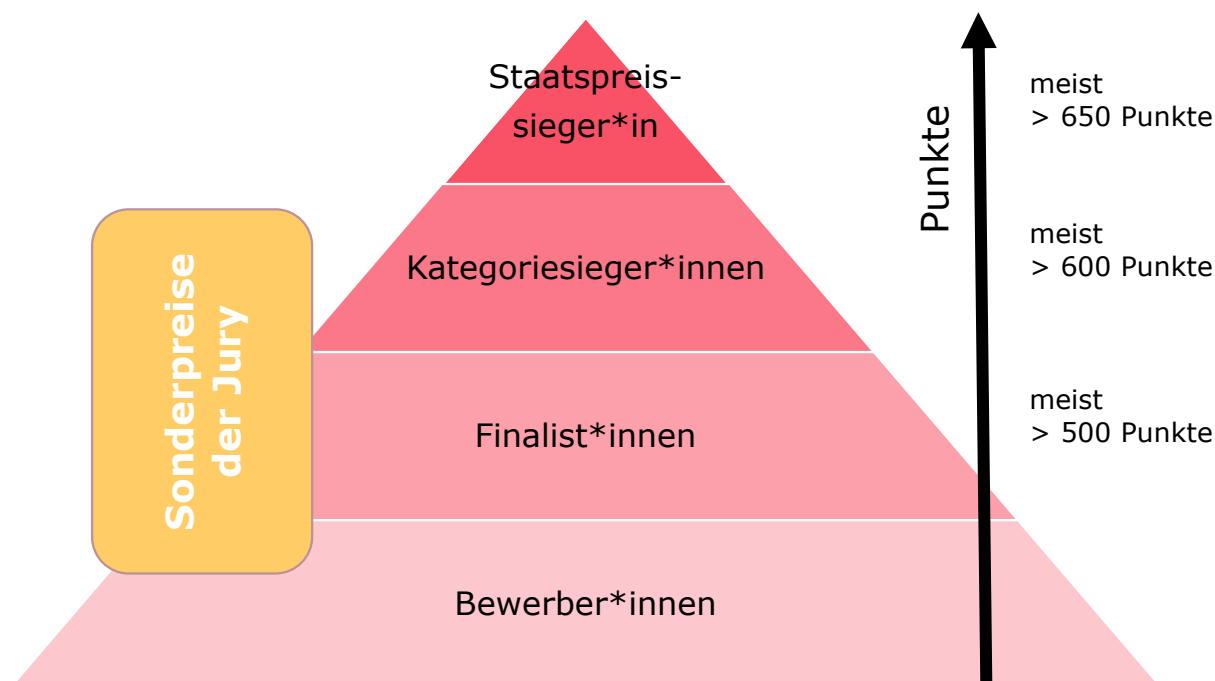 Staatspreis-
sieger*in
Kategoriesieger*innen
Finalist*innen
Bewerber*innen
Sonderpreise
der Jury
Punkte
meist
> 650 Punkte
meist
> 600 Punkte
meist
> 500 Punkte